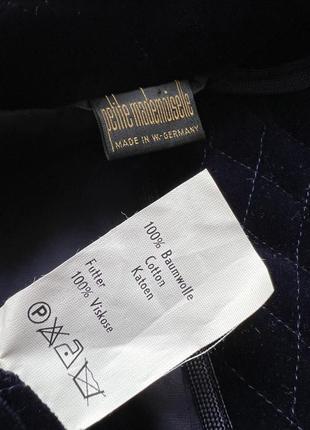 petite mademoiselle
MADE IN W.-GERMANY
100% Baumwolle
Cotton
Katoen
Futter
100% Viskose
P